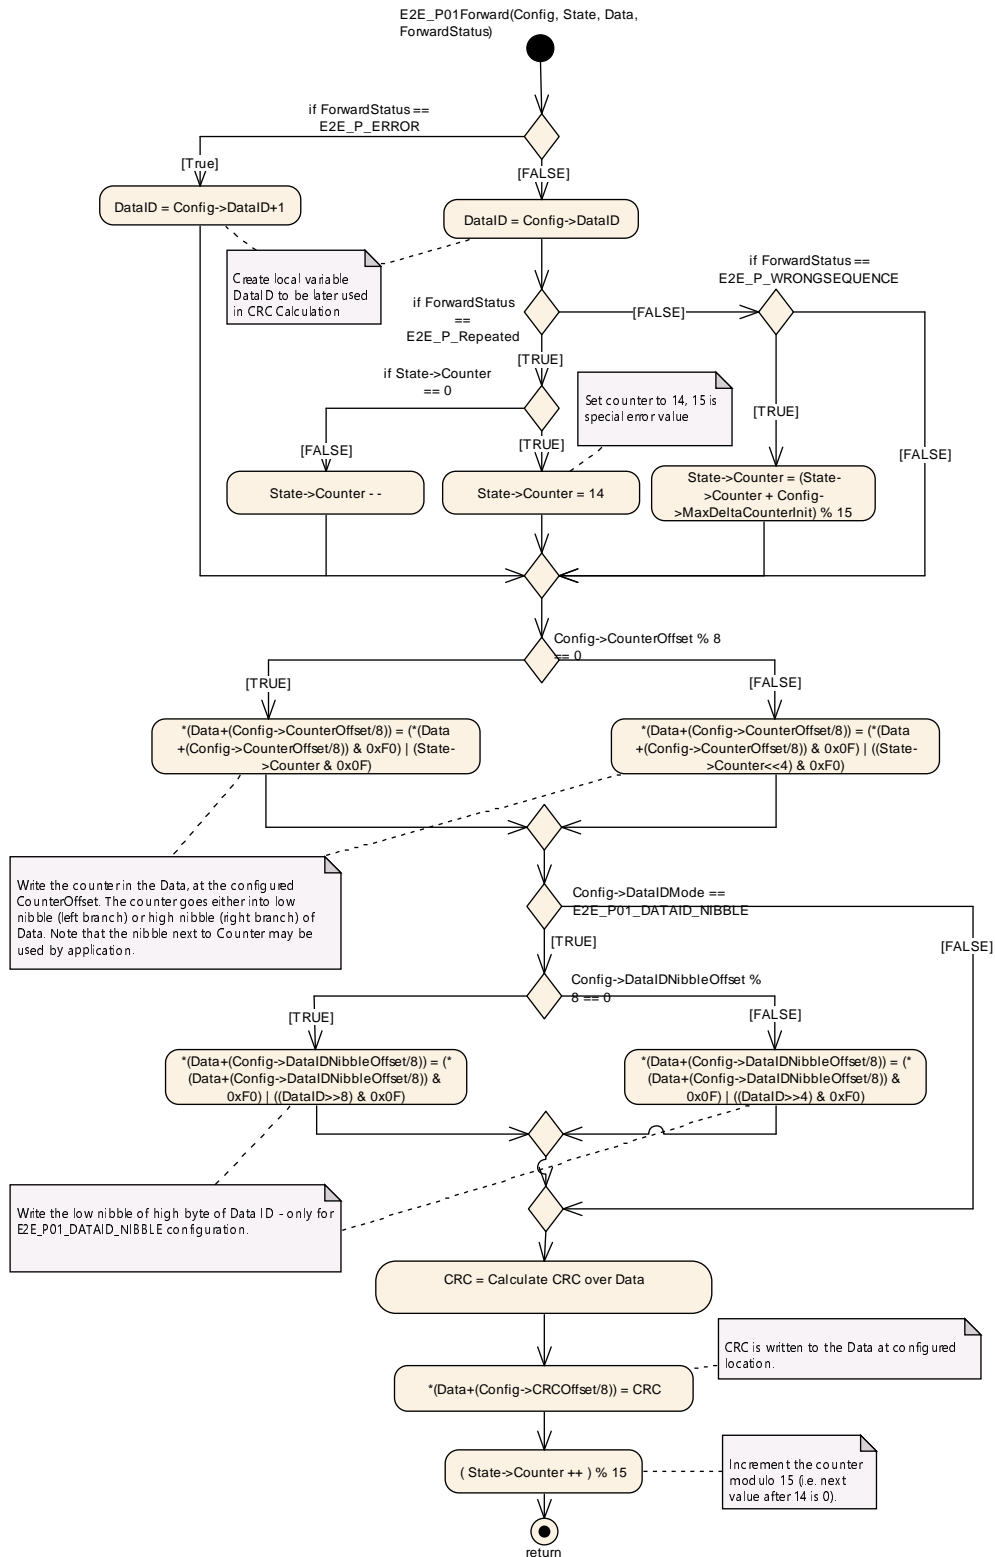 E2E_P01Forward(Config, State, Data,
ForwardStatus)
if ForwardStatus ==
E2E_P_ERROR
[True]
[FALSE]
DataID = Config->DataID+1
DataID = Config->DataID
Create local variable
DataID to be later used
in CRC Calculation
if ForwardStatus ==
E2E_P_WRONGSEQUENCE
if ForwardStatus
==
E2E_P_Repeated
[FALSE]
[TRUE]
if State->Counter
== 0
Set counter to 14, 15 is
special error value
[TRUE]
[FALSE]
[TRUE]
[FALSE]
State->Counter - -
State->Counter = 14
State->Counter = (State-
>Counter + Config-
>MaxDeltaCounterInit) % 15
Config->CounterOffset % 8
== 0
[TRUE]
[FALSE]
*(Data+(Config->CounterOffset/8)) = (*(Data
+(Config->CounterOffset/8)) & 0xF0) | (State-
>Counter & 0x0F)
*(Data+(Config->CounterOffset/8)) = (*(Data
+(Config->CounterOffset/8)) & 0x0F) | ((State-
>Counter<<4) & 0xF0)
Write the counter in the Data, at the configured
CounterOffset. The counter goes either into low
nibble (left branch) or high nibble (right branch) of
Data. Note that the nibble next to Counter may be
used by application.
Config->DataIDMode ==
E2E_P01_DATAID_NIBBLE
[TRUE]
[FALSE]
Config->DataIDNibbleOffset %
8 == 0
[TRUE]
[FALSE]
*(Data+(Config->DataIDNibbleOffset/8)) = (*
(Data+(Config->DataIDNibbleOffset/8)) &
0xF0) | ((DataID>>8) & 0x0F)
*(Data+(Config->DataIDNibbleOffset/8)) = (*
(Data+(Config->DataIDNibbleOffset/8)) &
0x0F) | ((DataID>>4) & 0xF0)
Write the low nibble of high byte of Data ID - only for
E2E_P01_DATAID_NIBBLE configuration.
CRC = Calculate CRC over Data
CRC is written to the Data at configured
location.
*(Data+(Config->CRCOffset/8)) = CRC
( State->Counter ++ ) % 15
Increment the counter
modulo 15 (i.e. next
value after 14 is 0).
return